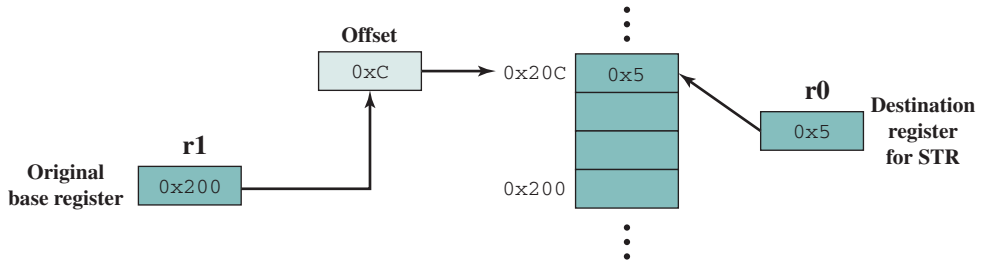 Offset
0xC
0x20C
0x5
r0
0x5
Destination
register
for STR
r1
Original
base register
0x200
0x200